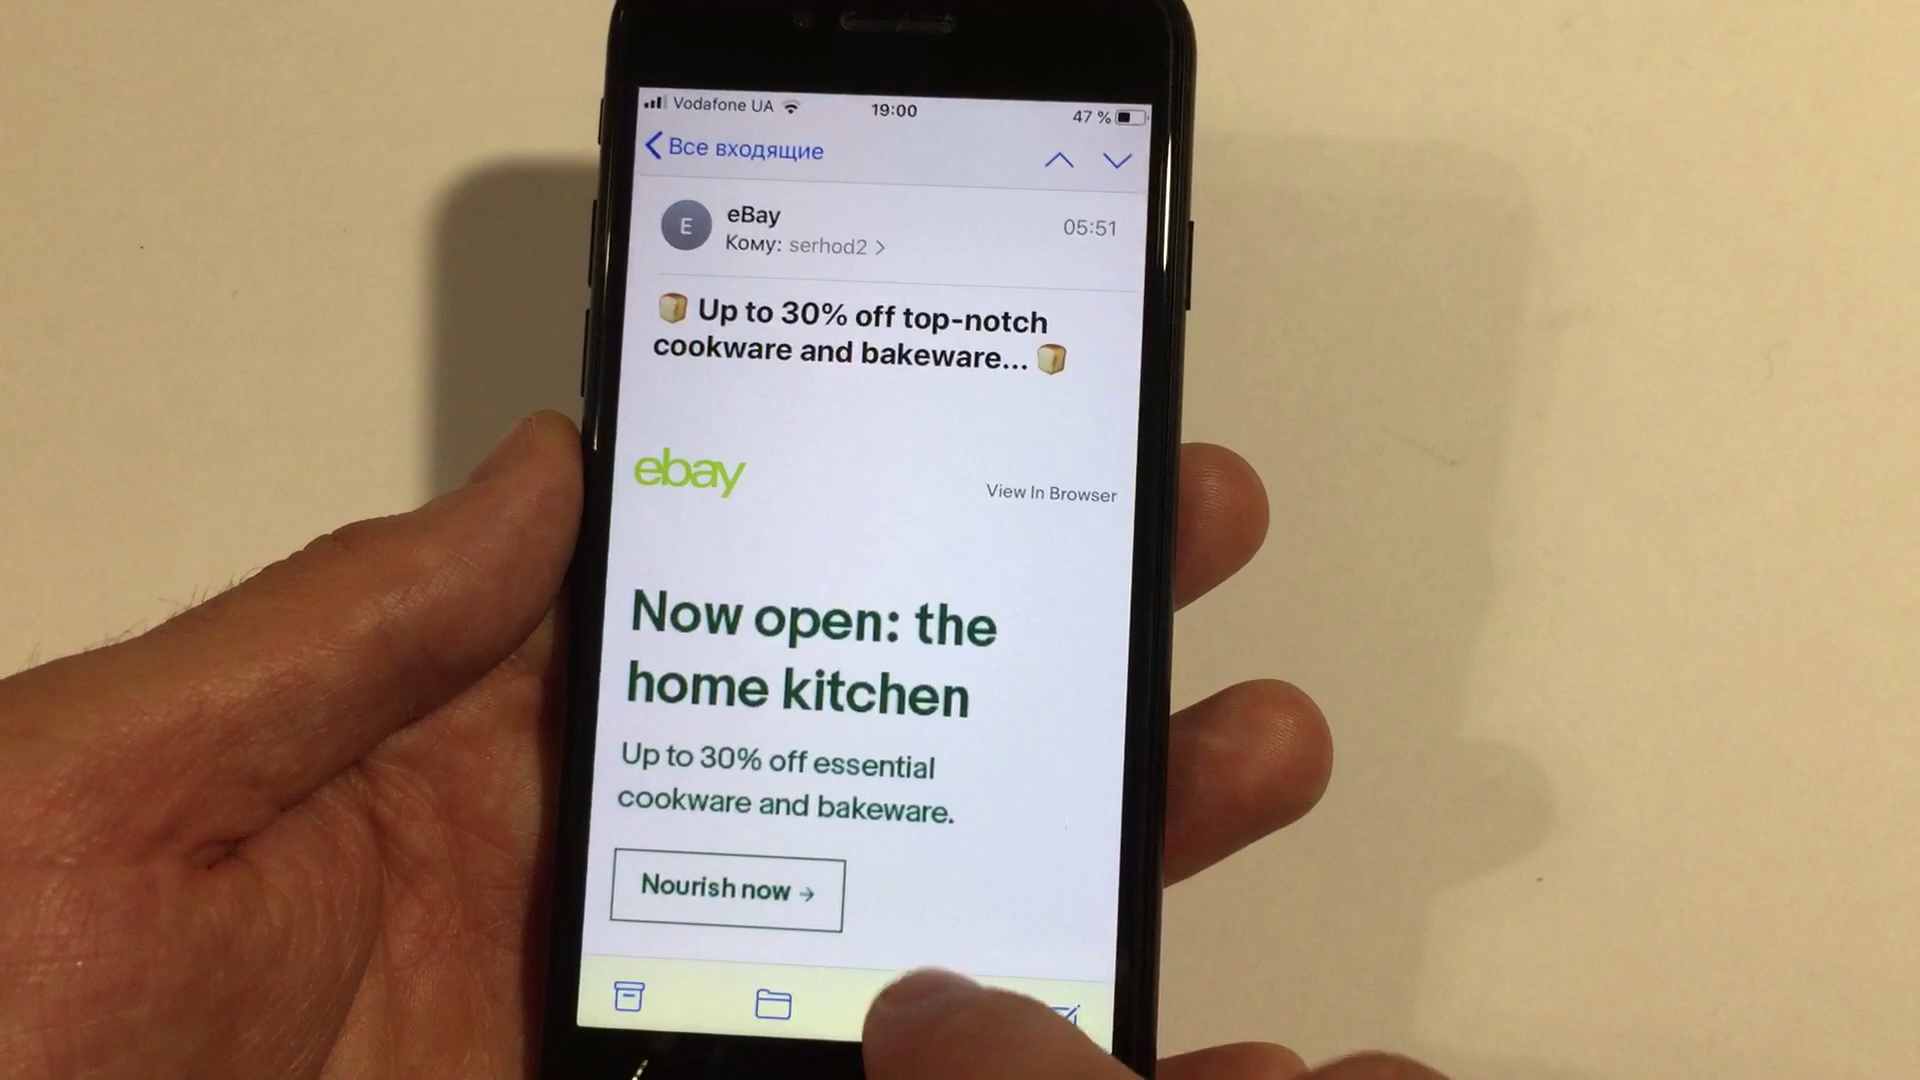 Vodafone UA 19:00 47 %
Все входящие
E eBay 05:51
Кому: serhod2 >
Up to 30% off top-notch
cookware and bakeware...
ebay View In Browser
Now open: the
home kitchen
Up to 30% off essential
cookware and bakeware.
Nourish now →